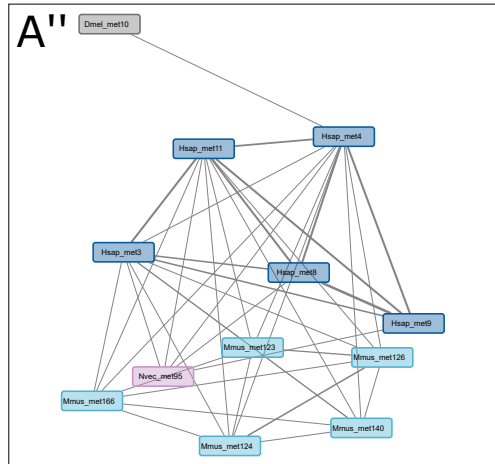 A''
Dmel_met10
Hsap_met4
Hsap_met11
Hsap_met3
Hsap_met8
Hsap_met9
Mmus_met123
Mmus_met126
Nvec_met95
Mmus_met166
Mmus_met140
Mmus_met124